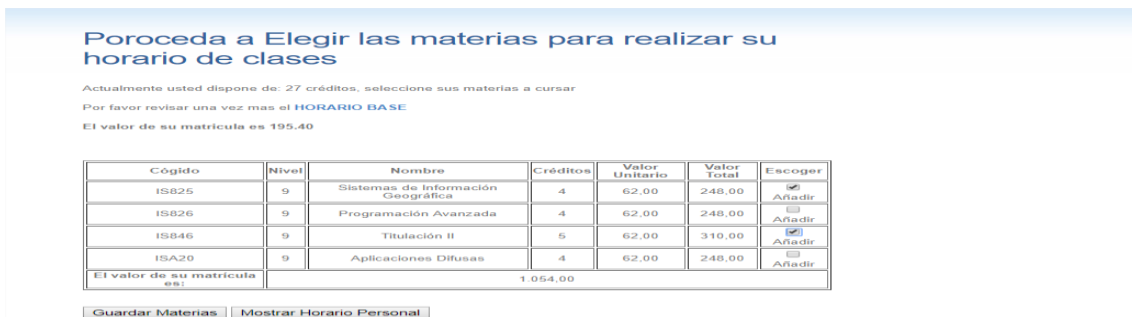 Poroceda a Elegir las materias para realizar su
horario de clases
Actualmente usted dispone de: 27 créditos, seleccione sus materias a cursar
Por favor revisar una vez mas el HORARIO BASE
El valor de su matricula es 195.40
Cógido Nivel Nombre Créditos Valor Unitario Valor Total Escoger
IS825 9 Sistemas de Información Geográfica 4 62,00 248,00 Añadir
IS826 9 Programación Avanzada 4 62,00 248,00 Añadir
IS846 9 Titulación II 5 62,00 310,00 Añadir
ISA20 9 Aplicaciones Difusas 4 62,00 248,00 Añadir
El valor de su matricula es: 1.054,00
Guardar Materias Mostrar Horario Personal